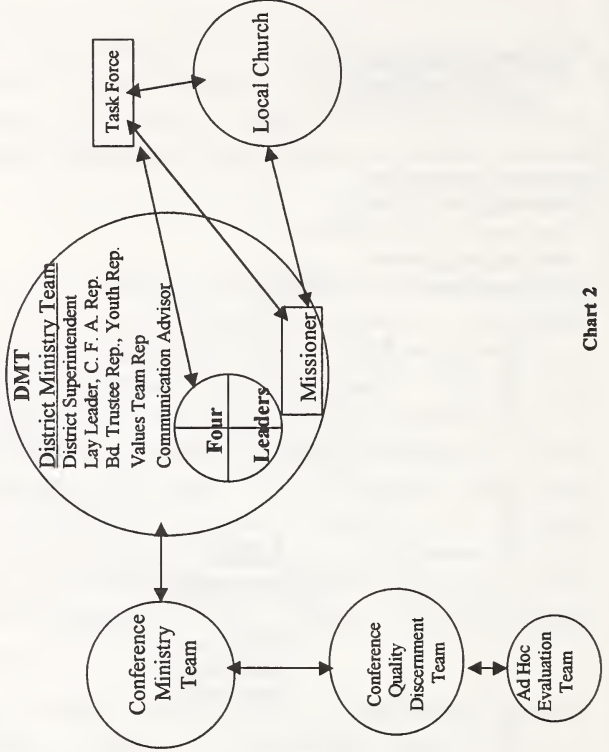 DMT
District Ministry Team
District Superintendent
Lay Leader, C. F. A. Rep.
Bd. Trustee Rep., Youth Rep.
Values Team Rep
Communication Advisor
Four
Leaders
Missioner
Task Force
Local Church
Conference
Ministry
Team
Conference
Quality
Discernment
Team
Ad Hoc
Evaluation
Team
Chart 2